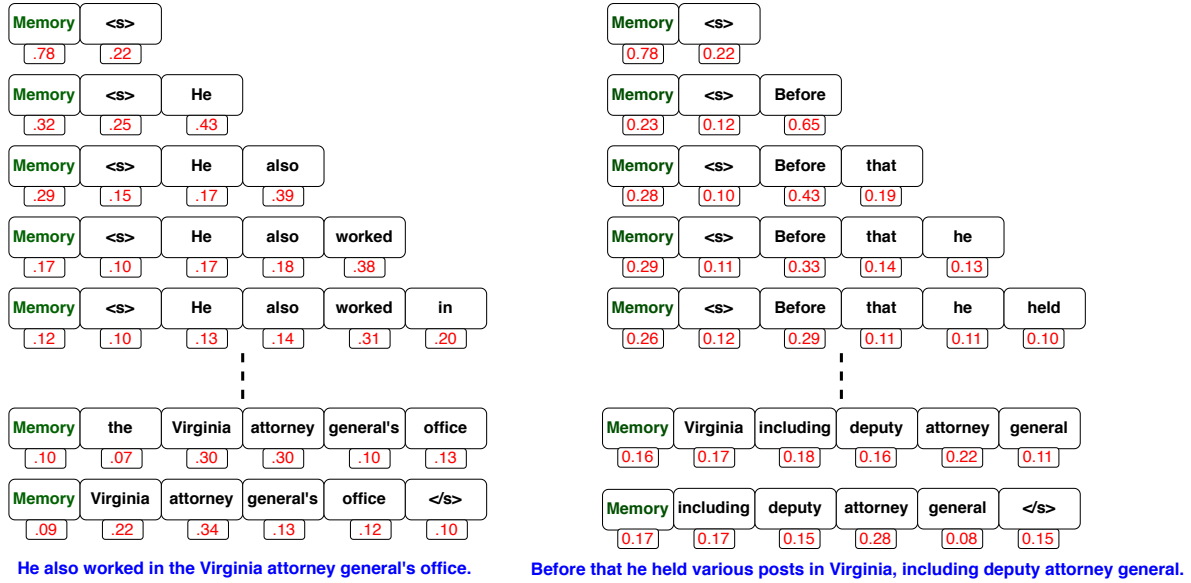 Memory <s>
.78 .22
Memory <s> He
.32 .25 .43
Memory <s> He also
.29 .15 .17 .39
Memory <s> He also worked
.17 .10 .17 .18 .38
Memory <s> He also worked in
.12 .10 .13 .14 .31 .20
Memory the Virginia attorney general's office
.10 .07 .30 .30 .10 .13
Memory Virginia attorney general's office </s>
.09 .22 .34 .13 .12 .10
He also worked in the Virginia attorney general's office.
Memory <s>
0.78 0.22
Memory <s> Before
0.23 0.12 0.65
Memory <s> Before that
0.28 0.10 0.43 0.19
Memory <s> Before that he
0.29 0.11 0.33 0.14 0.13
Memory <s> Before that he held
0.26 0.12 0.29 0.11 0.11 0.10
Memory Virginia including deputy attorney general
0.16 0.17 0.18 0.16 0.22 0.11
Memory including deputy attorney general </s>
0.17 0.17 0.15 0.28 0.08 0.15
Before that he held various posts in Virginia, including deputy attorney general.